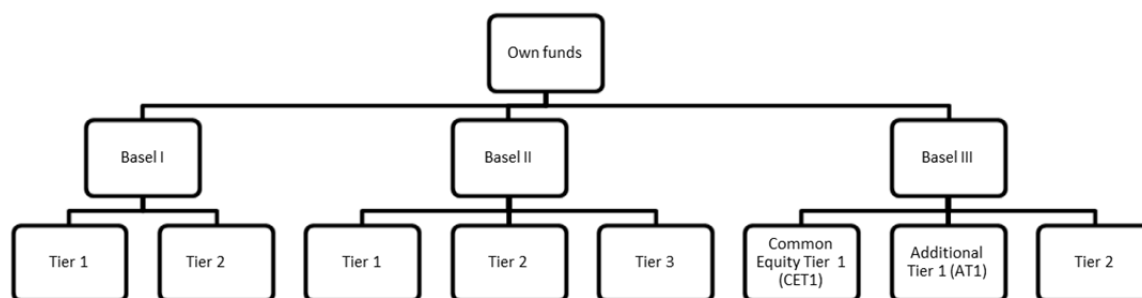 Own funds
Basel I
Basel II
Basel III
Tier 1
Tier 2
Tier 1
Tier 2
Tier 3
Common
Equity Tier 1
(CET1)
Additional
Tier 1 (AT1)
Tier 2